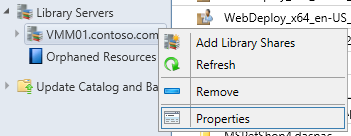 Library Servers
VMM01.contoso.com
Orphaned Resources
Update Catalog and Ba
WebDeploy_x64_en-US_
Add Library Shares
Refresh
Remove
Properties